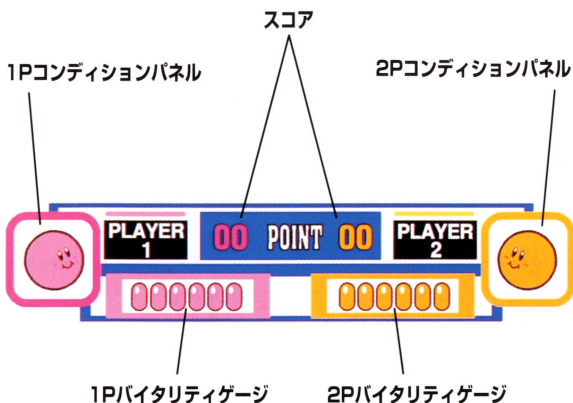 スコア
1Pコンディションパネル
2Pコンディションパネル
PLAYER
1
00 POINT 00
PLAYER
2
1Pバイタリティゲージ
2Pバイタリティゲージ